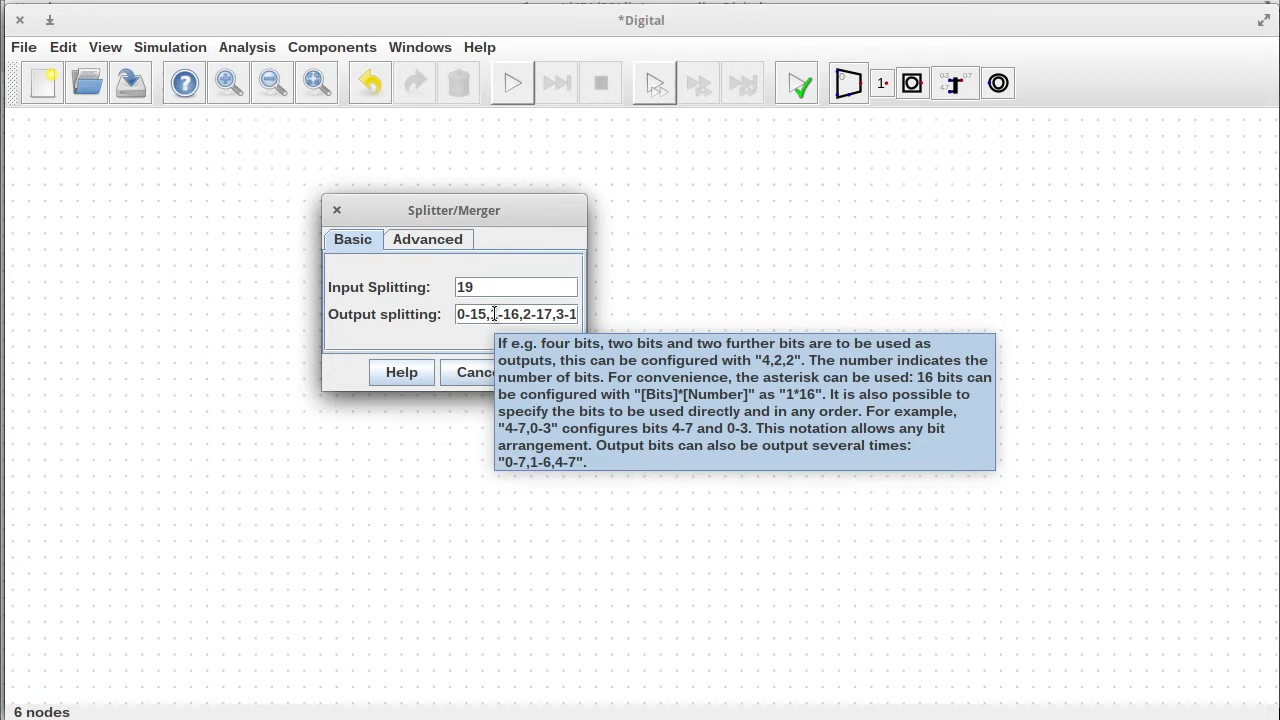 *Digital
File Edit View Simulation Analysis Components Windows Help
1
Splitter/Merger
Basic Advanced
Input Splitting: 19
Output splitting: 0-15,1-16,2-17,3-1
Help Canc
If e.g. four bits, two bits and two further bits are to be used as
outputs, this can be configured with "4,2,2". The number indicates the
number of bits. For convenience, the asterisk can be used: 16 bits can
be configured with "[Bits]*[Number]" as "1*16". It is also possible to
specify the bits to be used directly and in any order. For example,
"4-7,0-3" configures bits 4-7 and 0-3. This notation allows any bit
arrangement. Output bits can also be output several times:
"0-7,1-6,4-7".
6 nodes